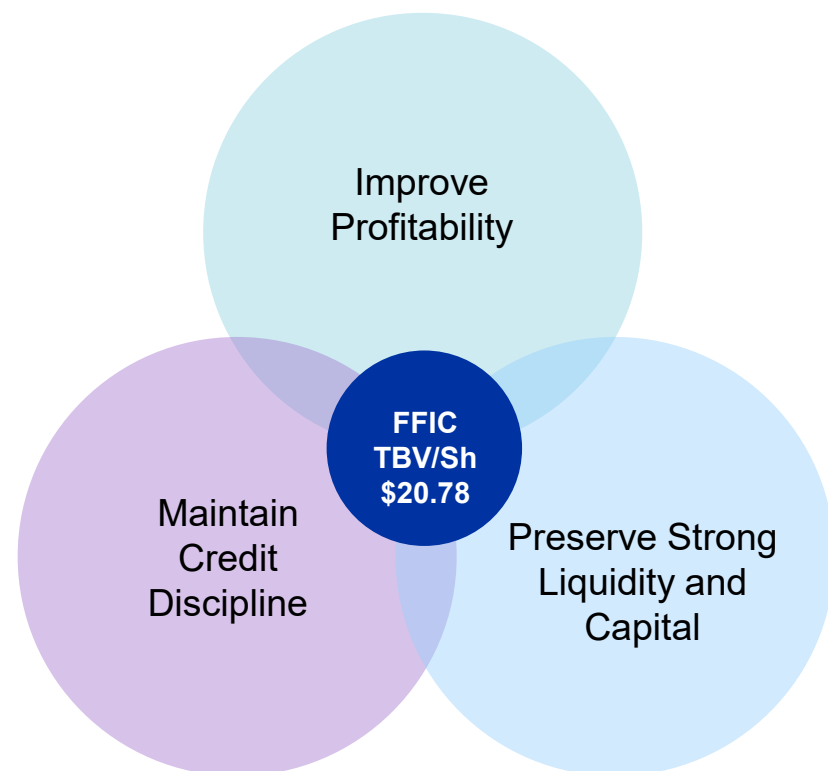 Improve
Profitability
FFIC
TBV/Sh
$20.78
Maintain
Credit
Discipline
Preserve Strong
Liquidity and
Capital